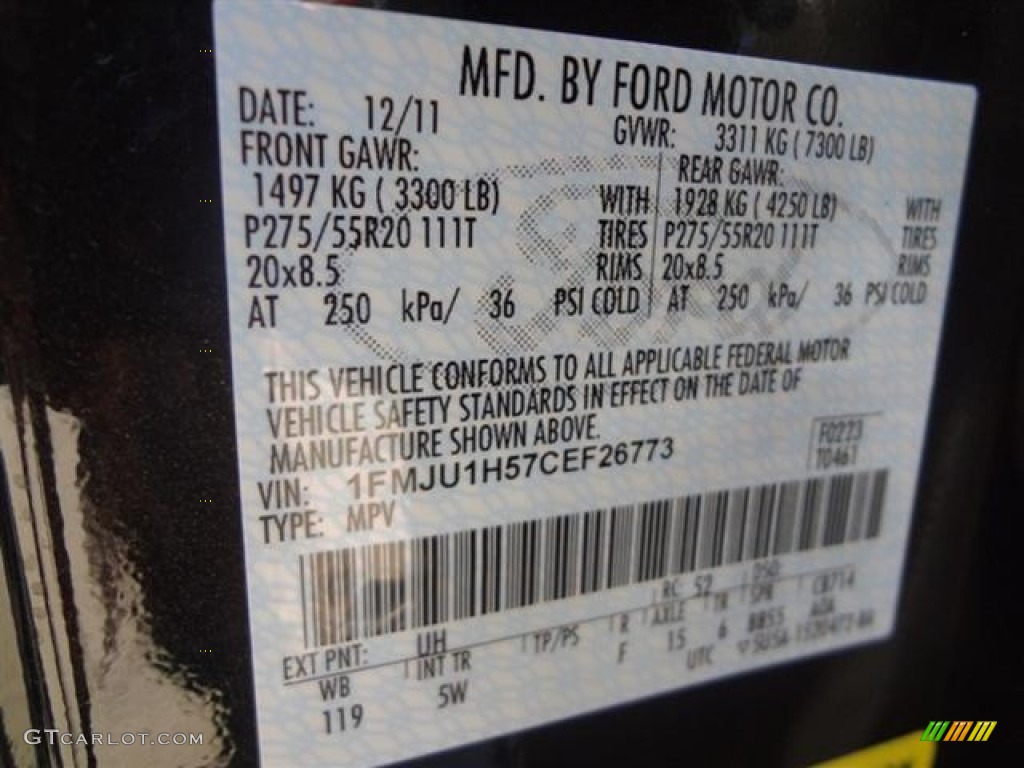 MFD. BY FORD MOTOR CO.
DATE: 12/11 GVWR: 3311 KG ( 7300 LB)
FRONT GAWR: REAR GAWR:
1497 KG ( 3300 LB) WITH 1928 KG ( 4250 LB) WITH
P275/55R20 111T TIRES P275/55R20 111T TIRES
20x8.5 RIMS 20x8.5 RIMS
AT 250 kPa/ 36 PSI COLD AT 250 kPa/ 36 PSI COLD
THIS VEHICLE CONFORMS TO ALL APPLICABLE FEDERAL MOTOR
VEHICLE SAFETY STANDARDS IN EFFECT ON THE DATE OF
MANUFACTURE SHOWN ABOVE.
VIN: 1FMJU1H57CEF26773
F0223
T0461
TYPE: MPV
EXT PNT: UH RC: 52 DSO:
WB INT TR TP/PS R AXLE TR SPR
119 5W F 15 6 BB55
UTC
GTCARLOT.COM